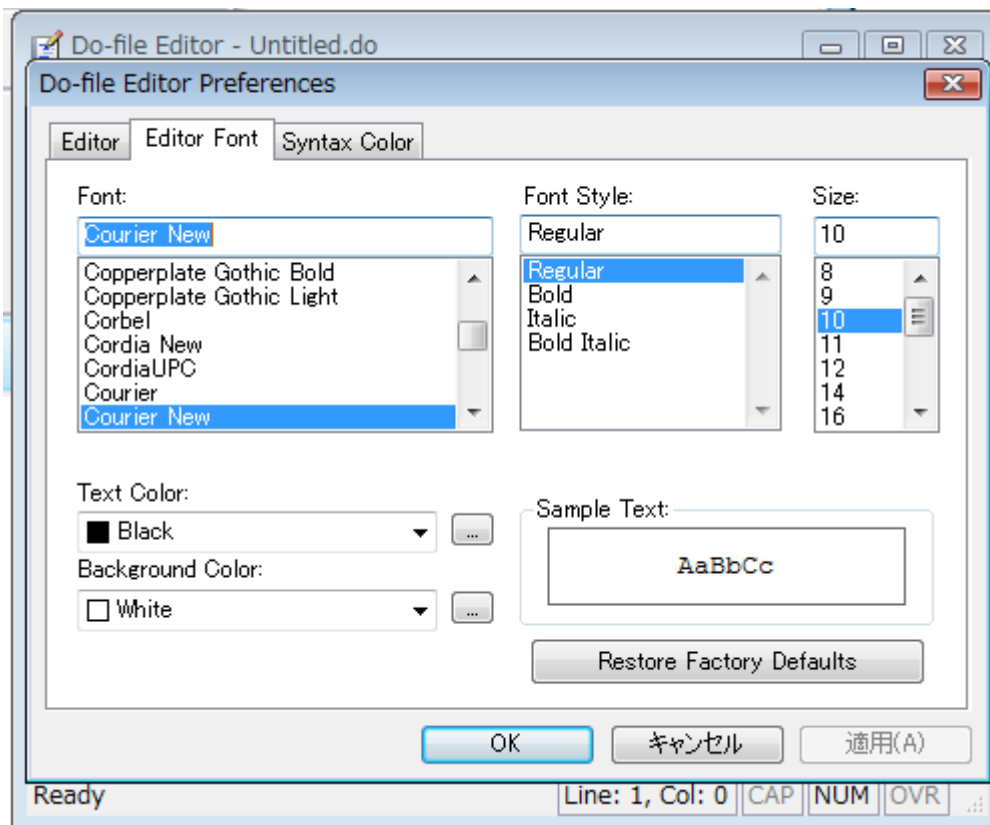 Do-file Editor - Untitled.do
Do-file Editor Preferences
Editor
Editor Font
Syntax Color
Font:
Font Style:
Size:
Courier New
Regular
10
Copperplate Gothic Bold
Copperplate Gothic Light
Corbel
Cordia New
CordiaUPC
Courier
Courier New
Regular
Bold
Italic
Bold Italic
8
9
10
11
12
14
16
Text Color:
Black
...
Background Color:
White
...
Sample Text:
AaBbCc
Restore Factory Defaults
OK
キャンセル
適用(A)
Ready
Line: 1, Col: 0
CAP
NUM
OVR